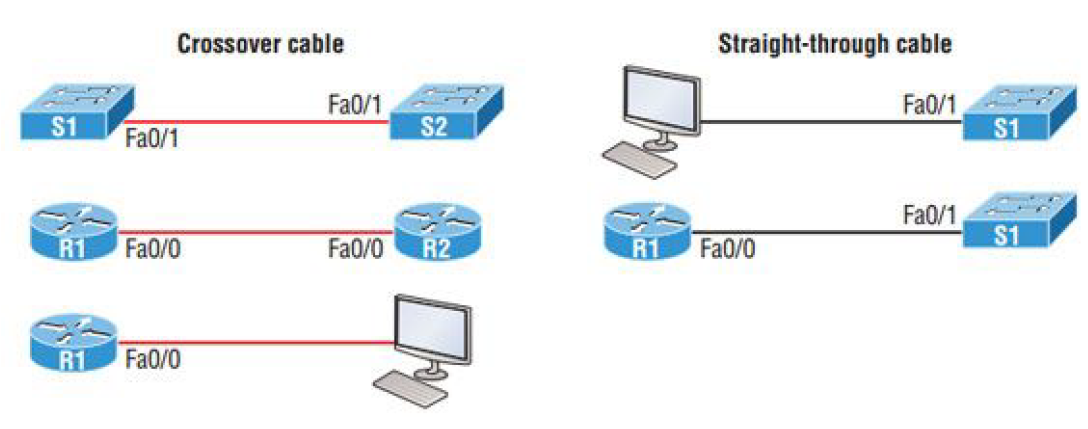 Crossover cable
S1 Fa0/1 Fa0/1 S2
R1 Fa0/0 Fa0/0 R2
R1 Fa0/0
Straight-through cable
Fa0/1 S1
R1 Fa0/0 Fa0/1 S1